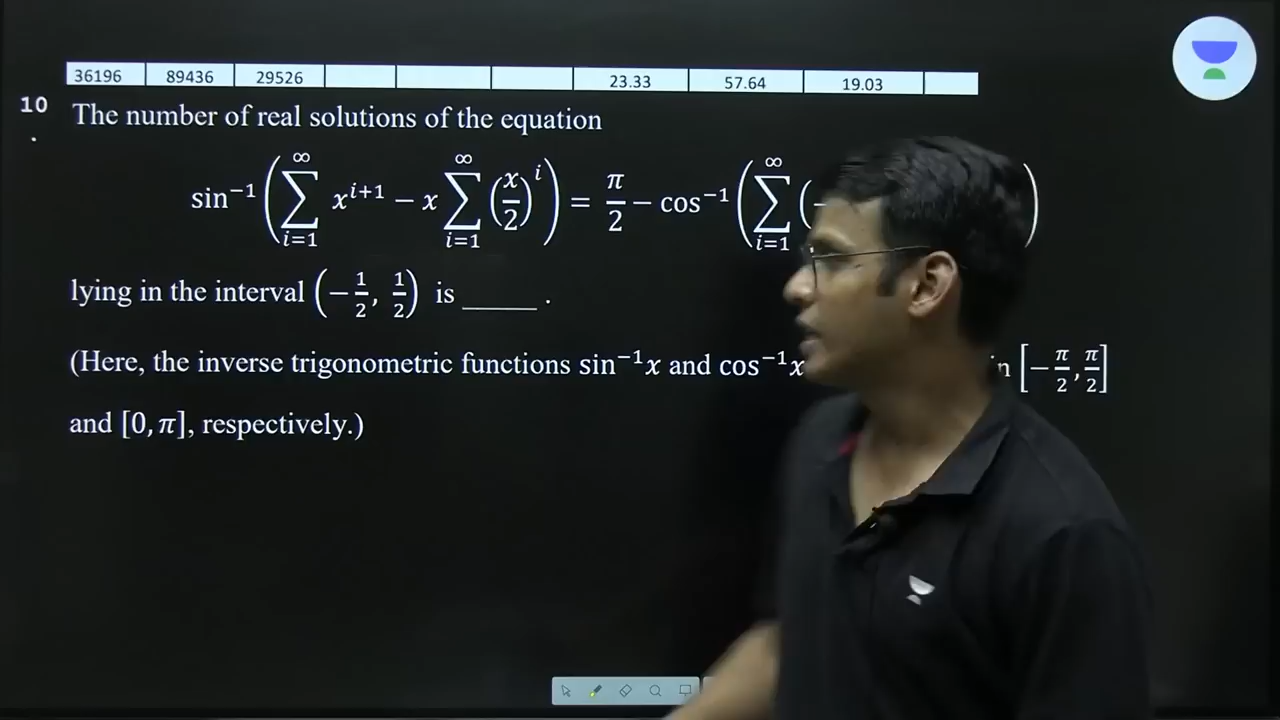 36196 89436 29526 23.33 57.64 19.03
10. The number of real solutions of the equation
sin⁻¹(∑_{i=1}^{∞} x^{i+1} − x ∑_{i=1}^{∞} (x/2)^i) = π/2 − cos⁻¹(∑_{i=1}^{∞} (− )
lying in the interval (−1/2, 1/2) is _____ .
(Here, the inverse trigonometric functions sin⁻¹x and cos⁻¹x [−π/2, π/2]
and [0, π], respectively.)